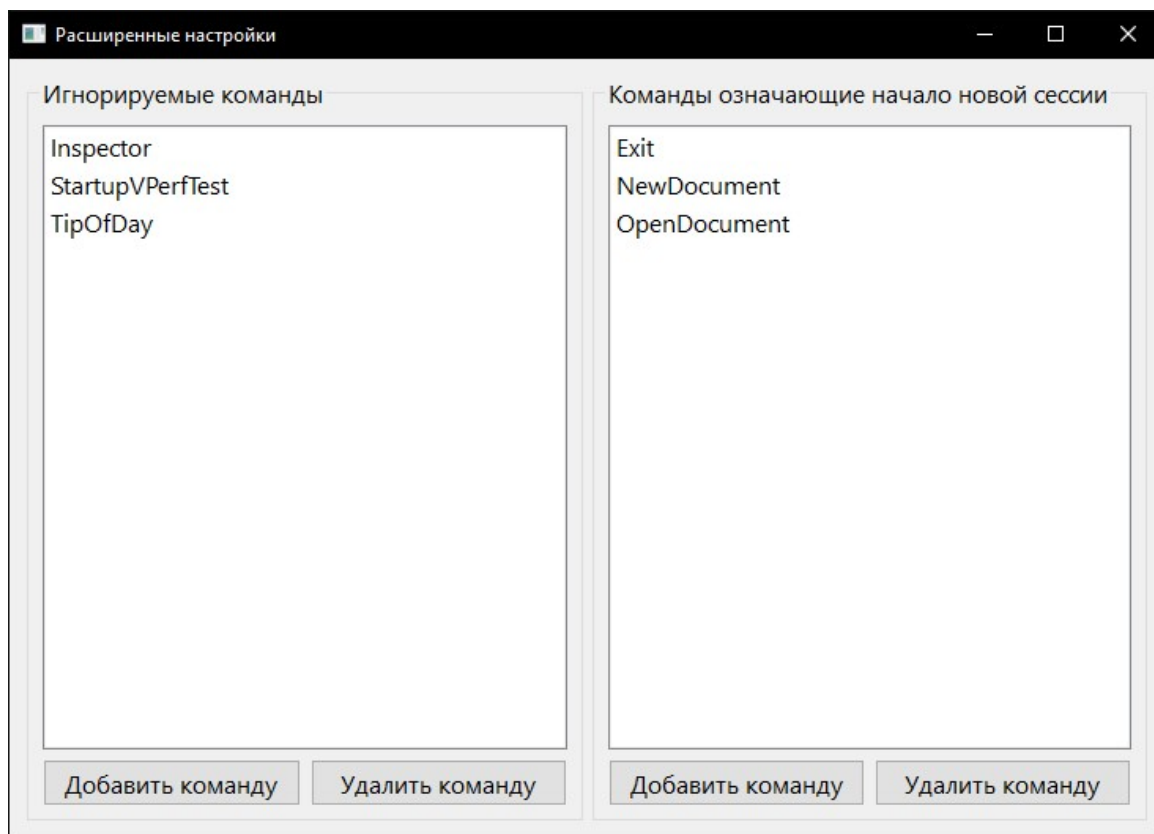 Расширенные настройки
Игнорируемые команды
Inspector
StartupVPerfTest
TipOfDay
Добавить команду
Удалить команду
Команды означающие начало новой сессии
Exit
NewDocument
OpenDocument
Добавить команду
Удалить команду